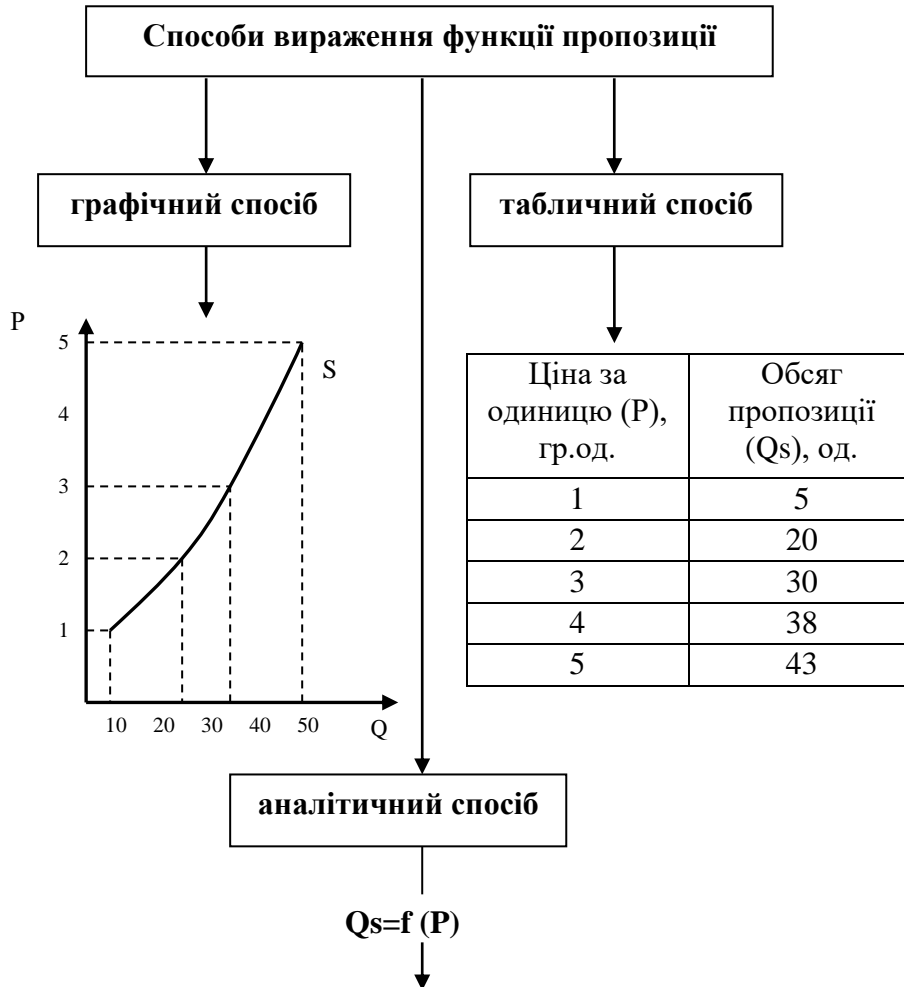 Способи вираження функції пропозиції
графічний спосіб
табличний спосіб
P
5
4
3
2
1
S
10 20 30 40 50
Q
Ціна за одиницю (P), гр.од.
Обсяг пропозиції (Qs), од.
1 5
2 20
3 30
4 38
5 43
аналітичний спосіб
Qs=f (P)